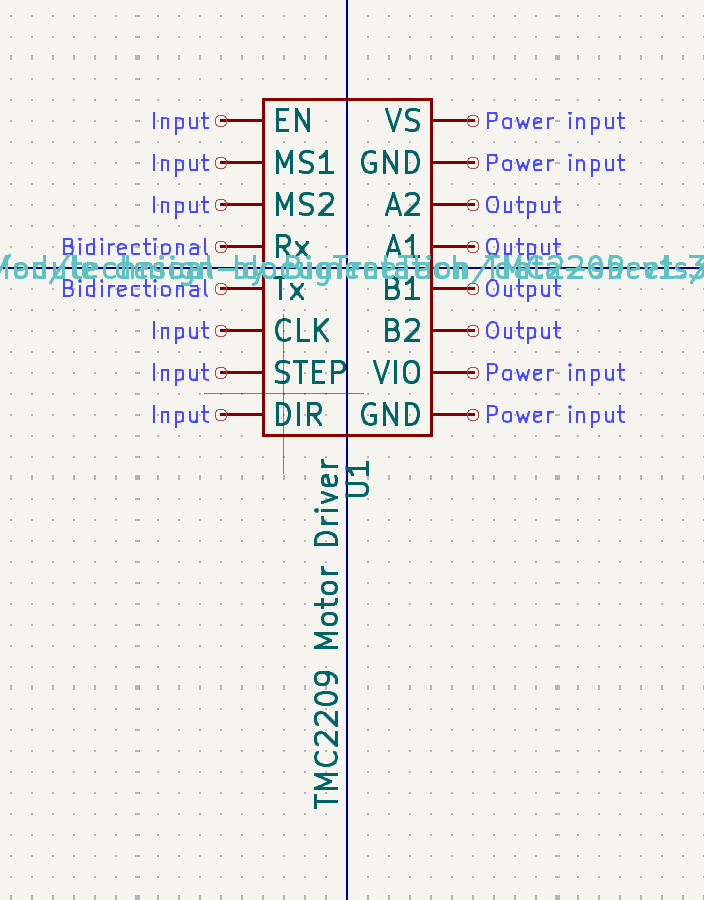 Input EN VS Power input
Input MS1 GND Power input
Input MS2 A2 Output
Bidirectional Rx A1 Output
Bidirectional Tx B1 Output
Input CLK B2 Output
Input STEP VIO Power input
Input DIR GND Power input
U1
TMC2209 Motor Driver